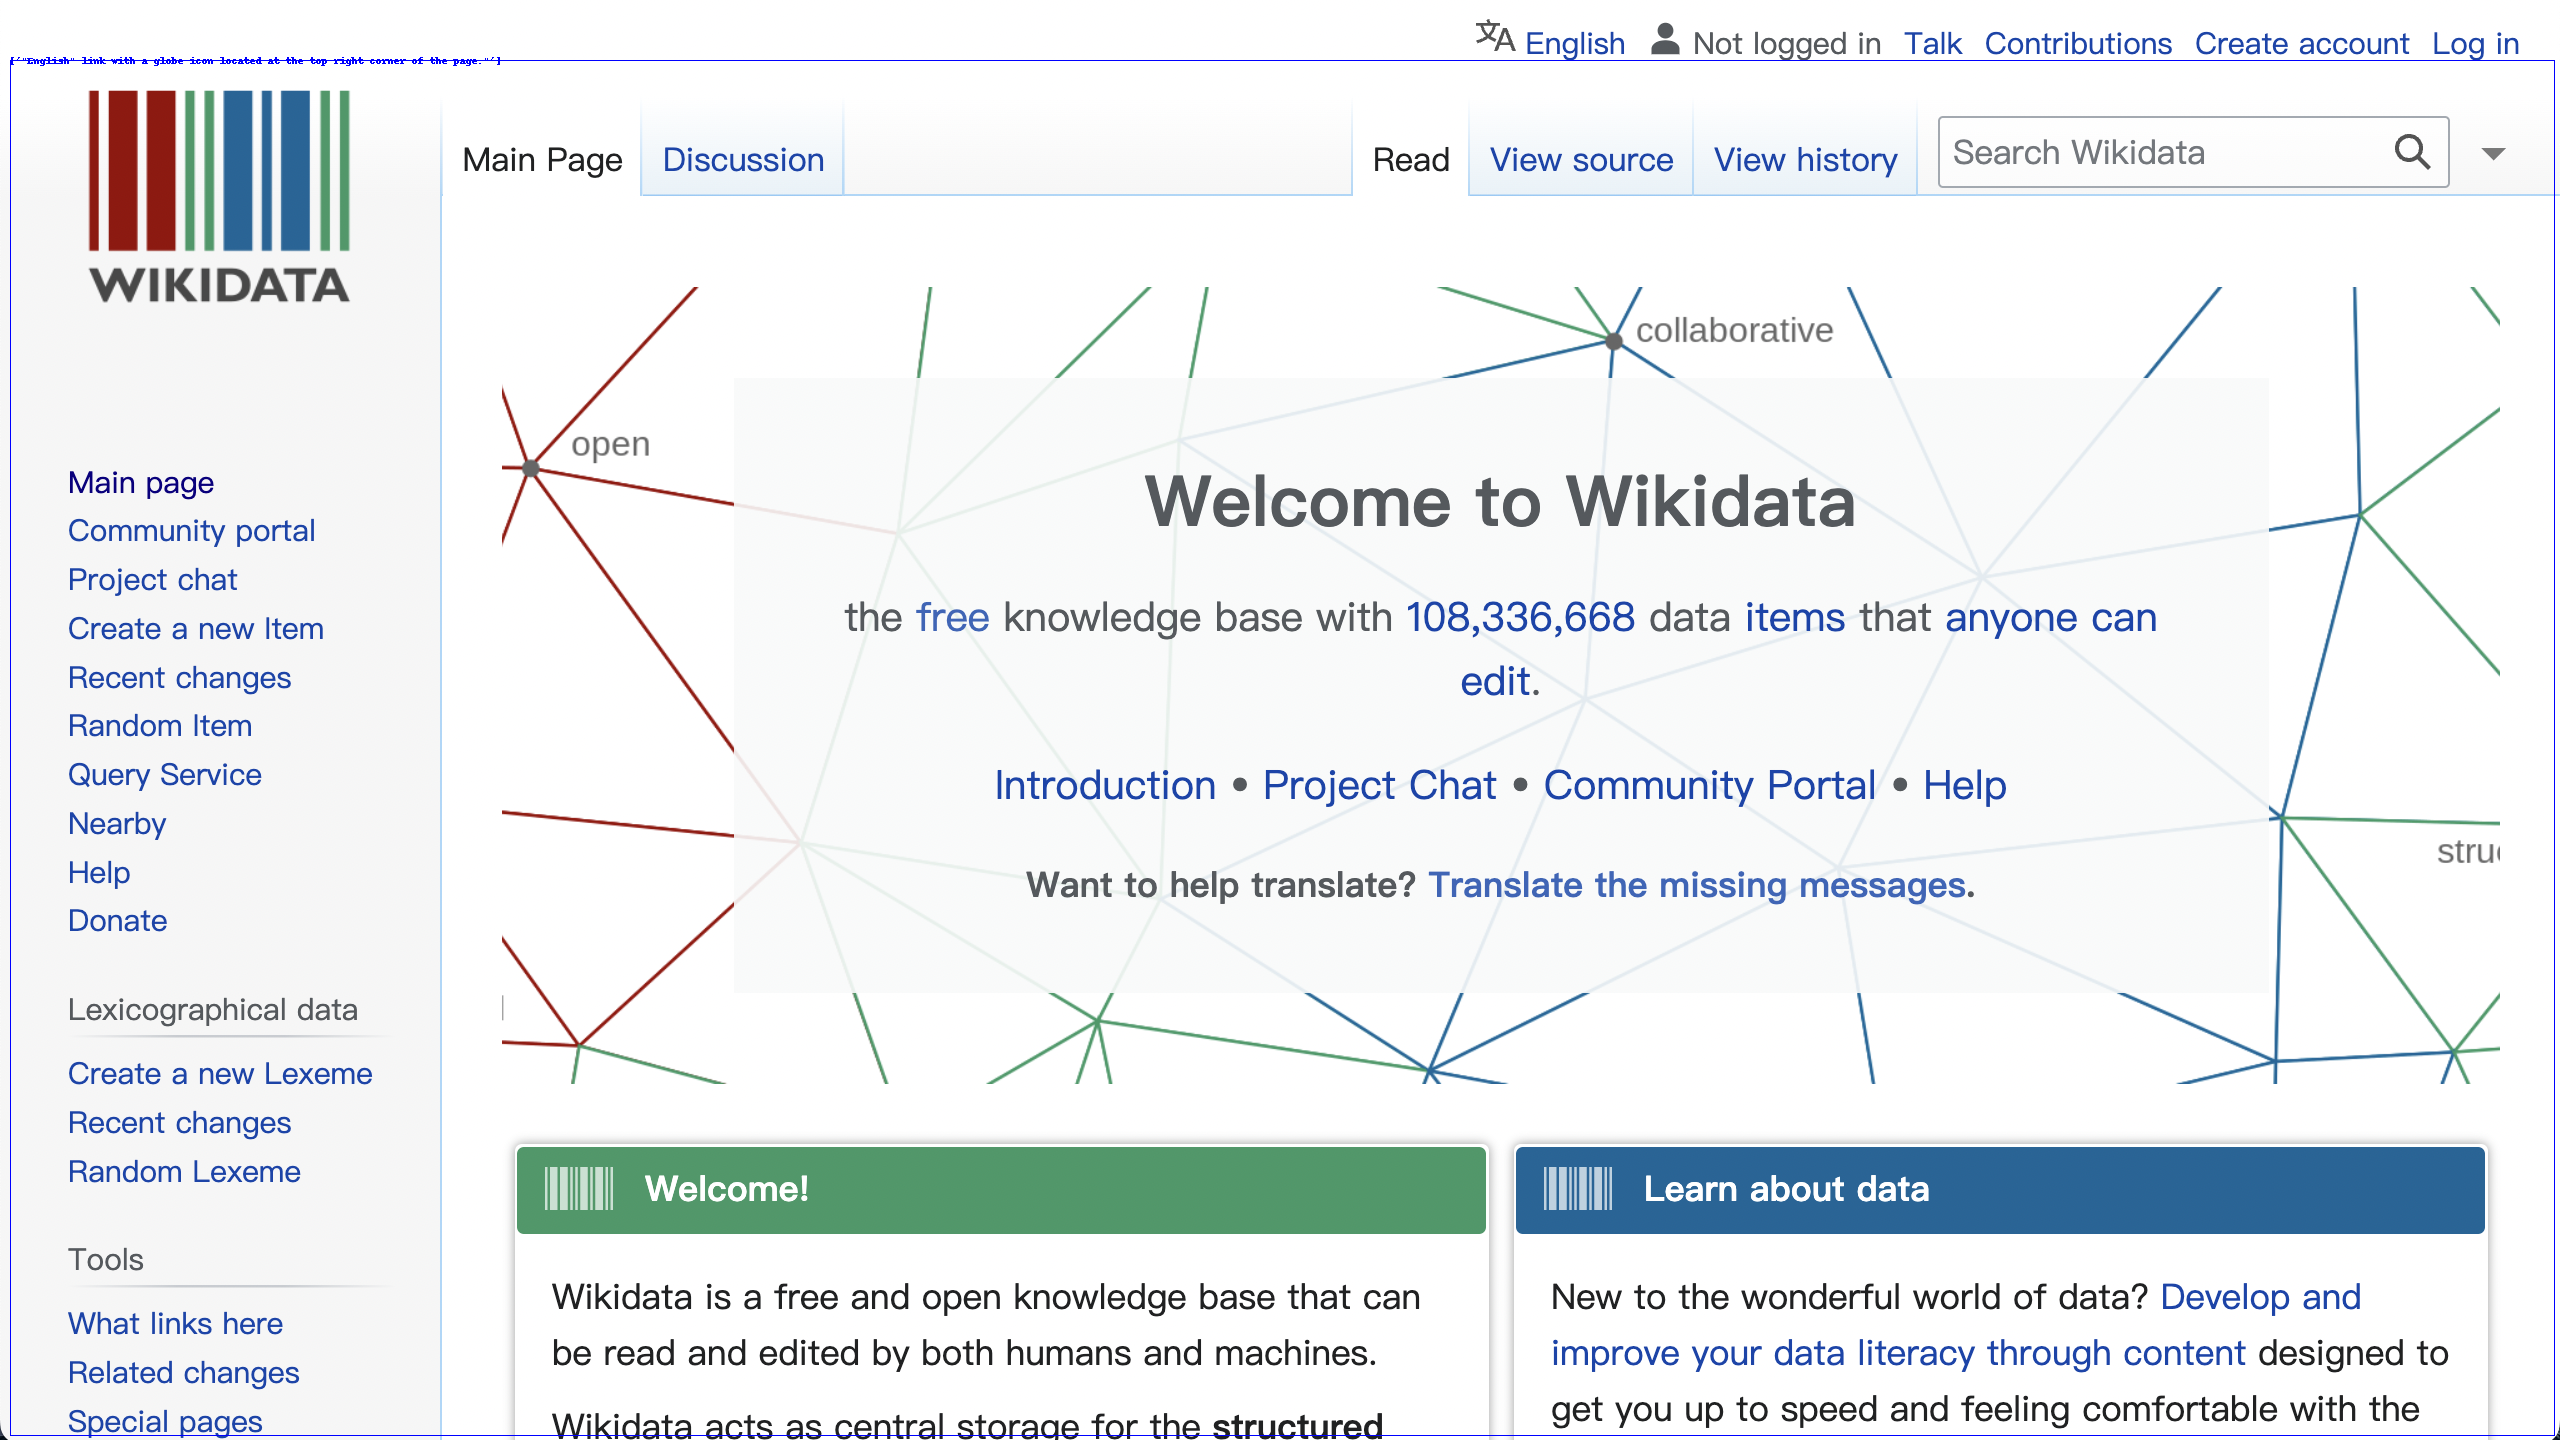 English Not logged in Talk Contributions Create account Log in
["English" link with a globe icon located at the top right corner of the page."]
WIKIDATA
Main Page Discussion Read View source View history Search Wikidata
collaborative
open
Main page
Community portal
Project chat
Create a new Item
Recent changes
Random Item
Query Service
Nearby
Help
Donate
Lexicographical data
Create a new Lexeme
Recent changes
Random Lexeme
Tools
What links here
Related changes
Special pages
Welcome to Wikidata
the free knowledge base with 108,336,668 data items that anyone can
edit.
Introduction • Project Chat • Community Portal • Help
Want to help translate? Translate the missing messages.
Welcome!
Wikidata is a free and open knowledge base that can
be read and edited by both humans and machines.
Wikidata acts as central storage for the structured
Learn about data
New to the wonderful world of data? Develop and
improve your data literacy through content designed to
get you up to speed and feeling comfortable with the